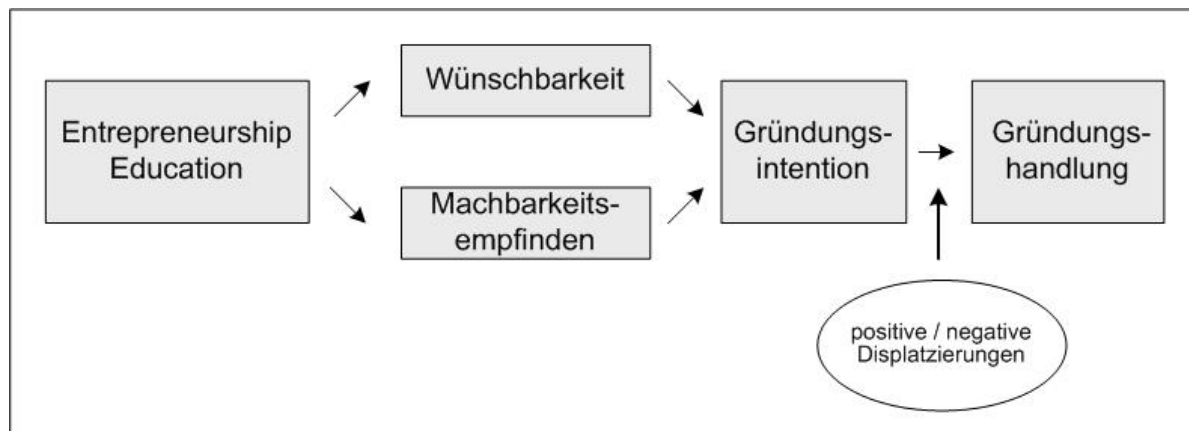 Entrepreneurship
Education
Wünschbarkeit
Machbarkeits-
empfinden
Gründungs-
intention
Gründungs-
handlung
positive / negative
Displatzierungen